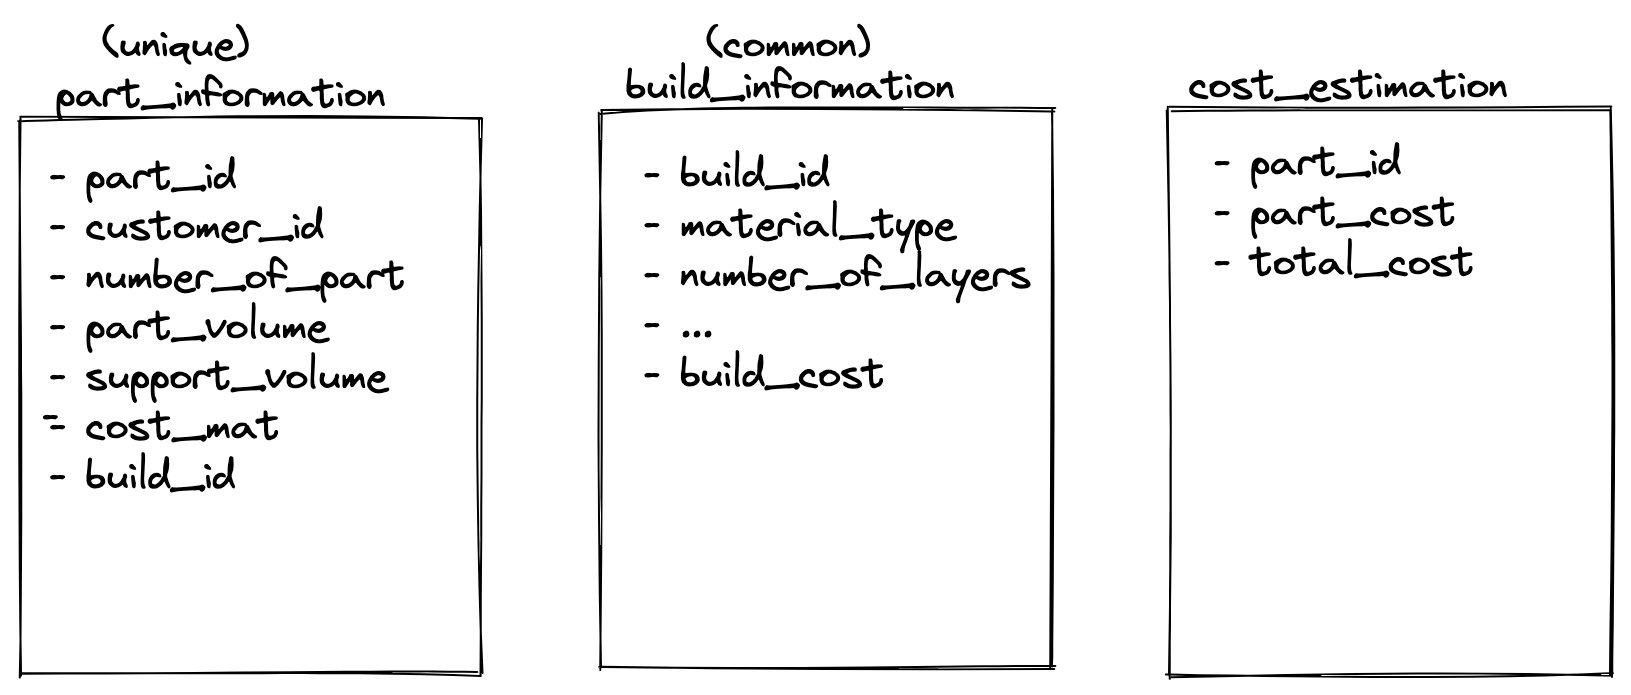 (unique)
part_information
- part_id
- customer_id
- number_of_part
- part_volume
- support_volume
- cost_mat
- build_id
(common)
build_information
- build_id
- material_type
- number_of_layers
- ...
- build_cost
cost_estimation
- part_id
- part_cost
- total_cost